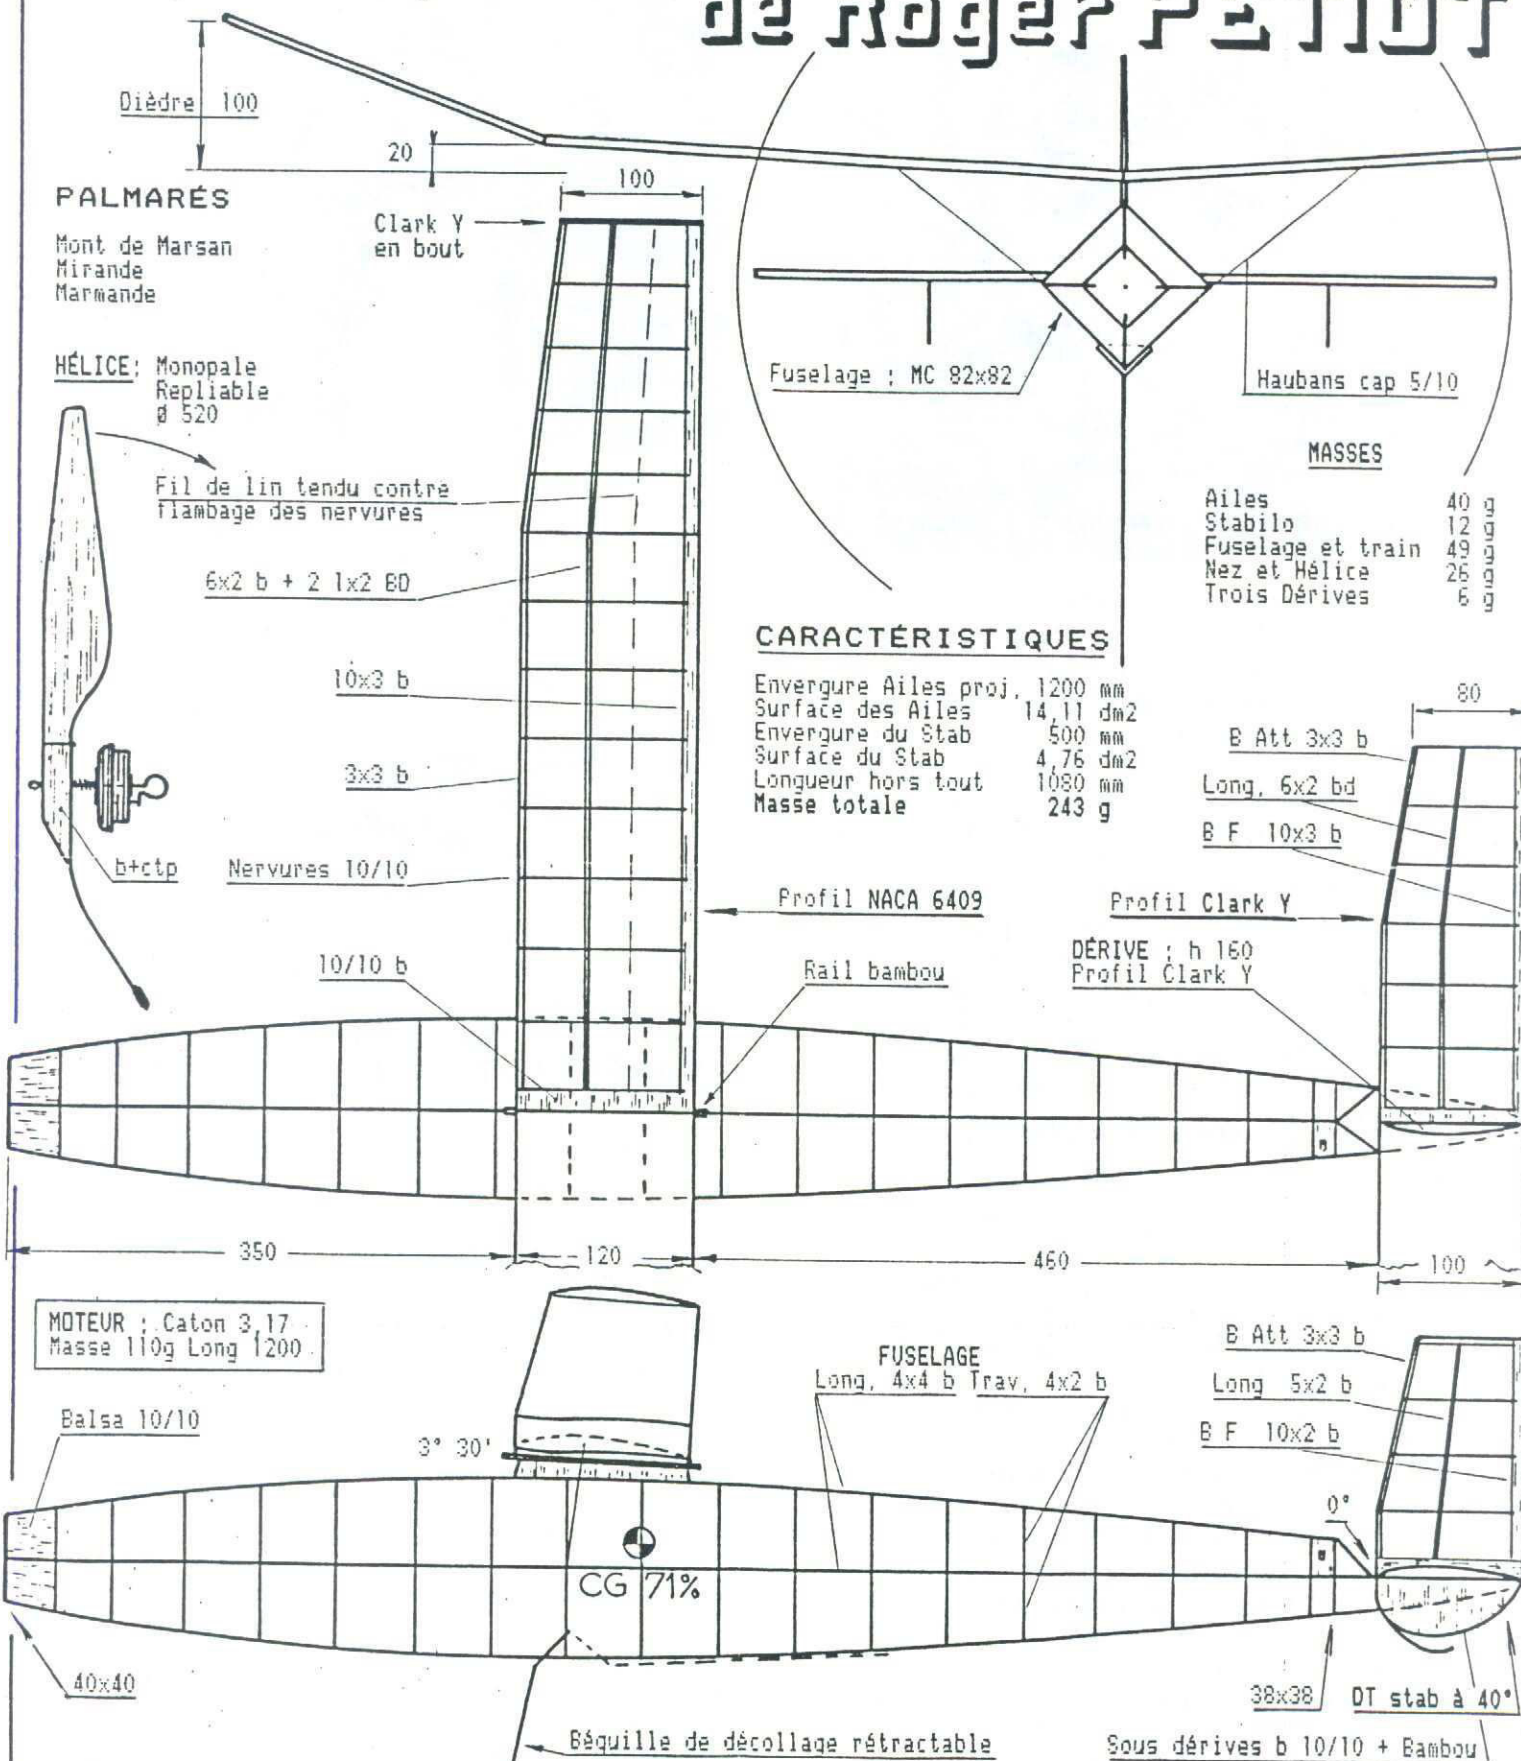 de Roger PETIOT
Dièdre 100
20
100
PALMARÉS
Mont de Marsan
Mirande
Marmande
Clark Y
en bout
HÉLICE: Monopale
Repliable
Ø 520
Fil de lin tendu contre
flambage des nervures
6x2 b + 2 1x2 BD
10x3 b
3x3 b
b+ctp
Nervures 10/10
10/10 b
Fuselage : MC 82x82
Haubans cap 5/10
MASSES
Ailes 40 g
Stabilo 12 g
Fuselage et train 49 g
Nez et Hélice 26 g
Trois Dérives 6 g
CARACTÉRISTIQUES
Envergure Ailes proj. 1200 mm
Surface des Ailes 14,11 dm2
Envergure du Stab 500 mm
Surface du Stab 4,76 dm2
Longueur hors tout 1080 mm
Masse totale 243 g
80
B Att 3x3 b
Long, 6x2 bd
B F 10x3 b
Profil NACA 6409
Profil Clark Y
DÉRIVE : h 160
Profil Clark Y
Rail bambou
350
120
460
100
MOTEUR : Caton 3,17
Masse 110g Long 1200
Balsa 10/10
3° 30'
FUSELAGE
Long, 4x4 b Trav, 4x2 b
B Att 3x3 b
Long 5x2 b
B F 10x2 b
0°
CG 71%
40x40
38x38
DT stab à 40°
Béquille de décollage rétractable
Sous dérives b 10/10 + Bambou